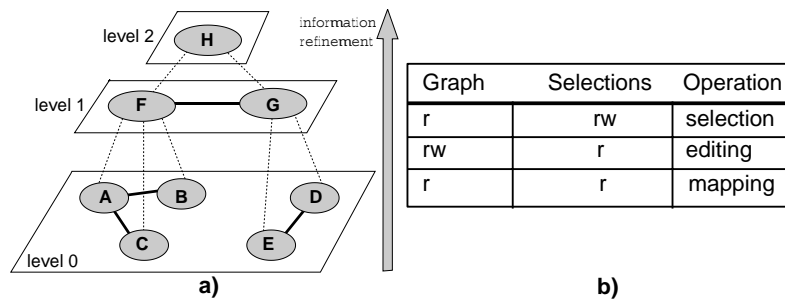 level 2
H
information
refinement
level 1
F
G
A
B
D
C
E
level 0
a)
Graph Selections Operation
r rw selection
rw r editing
r r mapping
b)